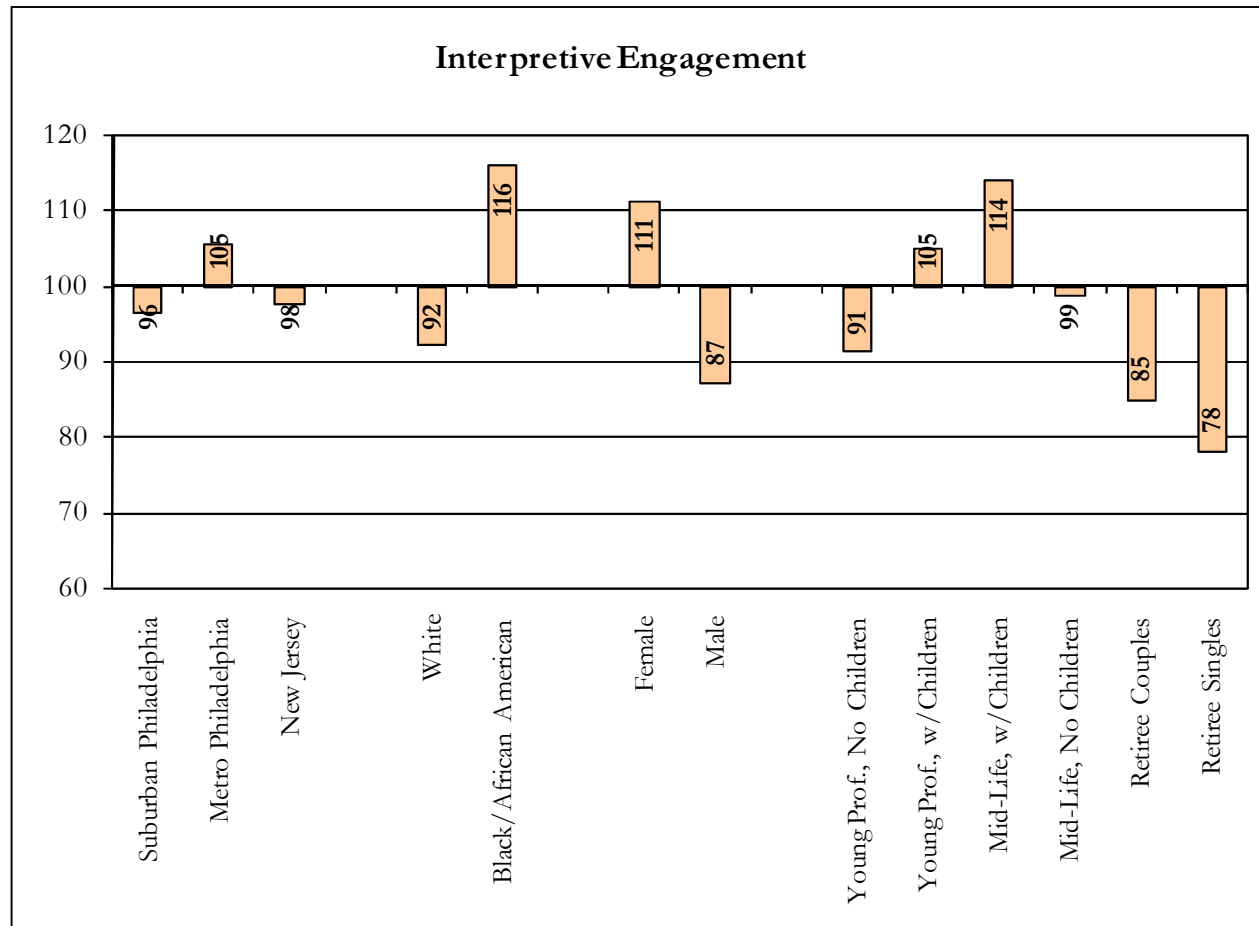 Interpretive Engagement
120
110
100
90
80
70
60
96
105
98
92
116
111
87
91
105
114
99
85
78
Suburban Philadelphia
Metro Philadelphia
New Jersey
White
Black/African American
Female
Male
Young Prof., No Children
Young Prof., w/Children
Mid-Life, w/Children
Mid-Life, No Children
Retiree Couples
Retiree Singles